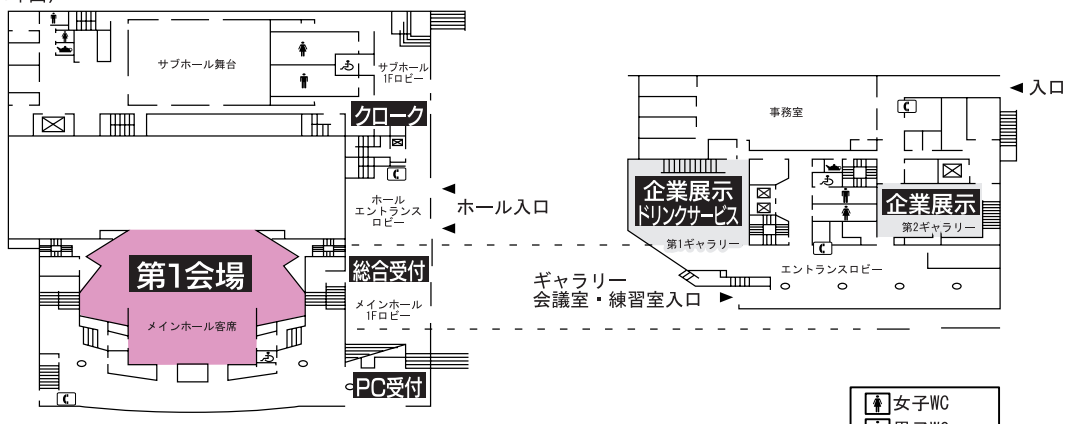 サブホール舞台
サブホール
1Fロビー
クローク
ホール
エントランス
ロビー
ホール入口
第1会場
総合受付
メインホール
1Fロビー
メインホール客席
PC受付
入口
事務室
企業展示
ドリンクサービス
第1ギャラリー
企業展示
第2ギャラリー
エントランスロビー
ギャラリー
会議室・練習室入口
女子WC